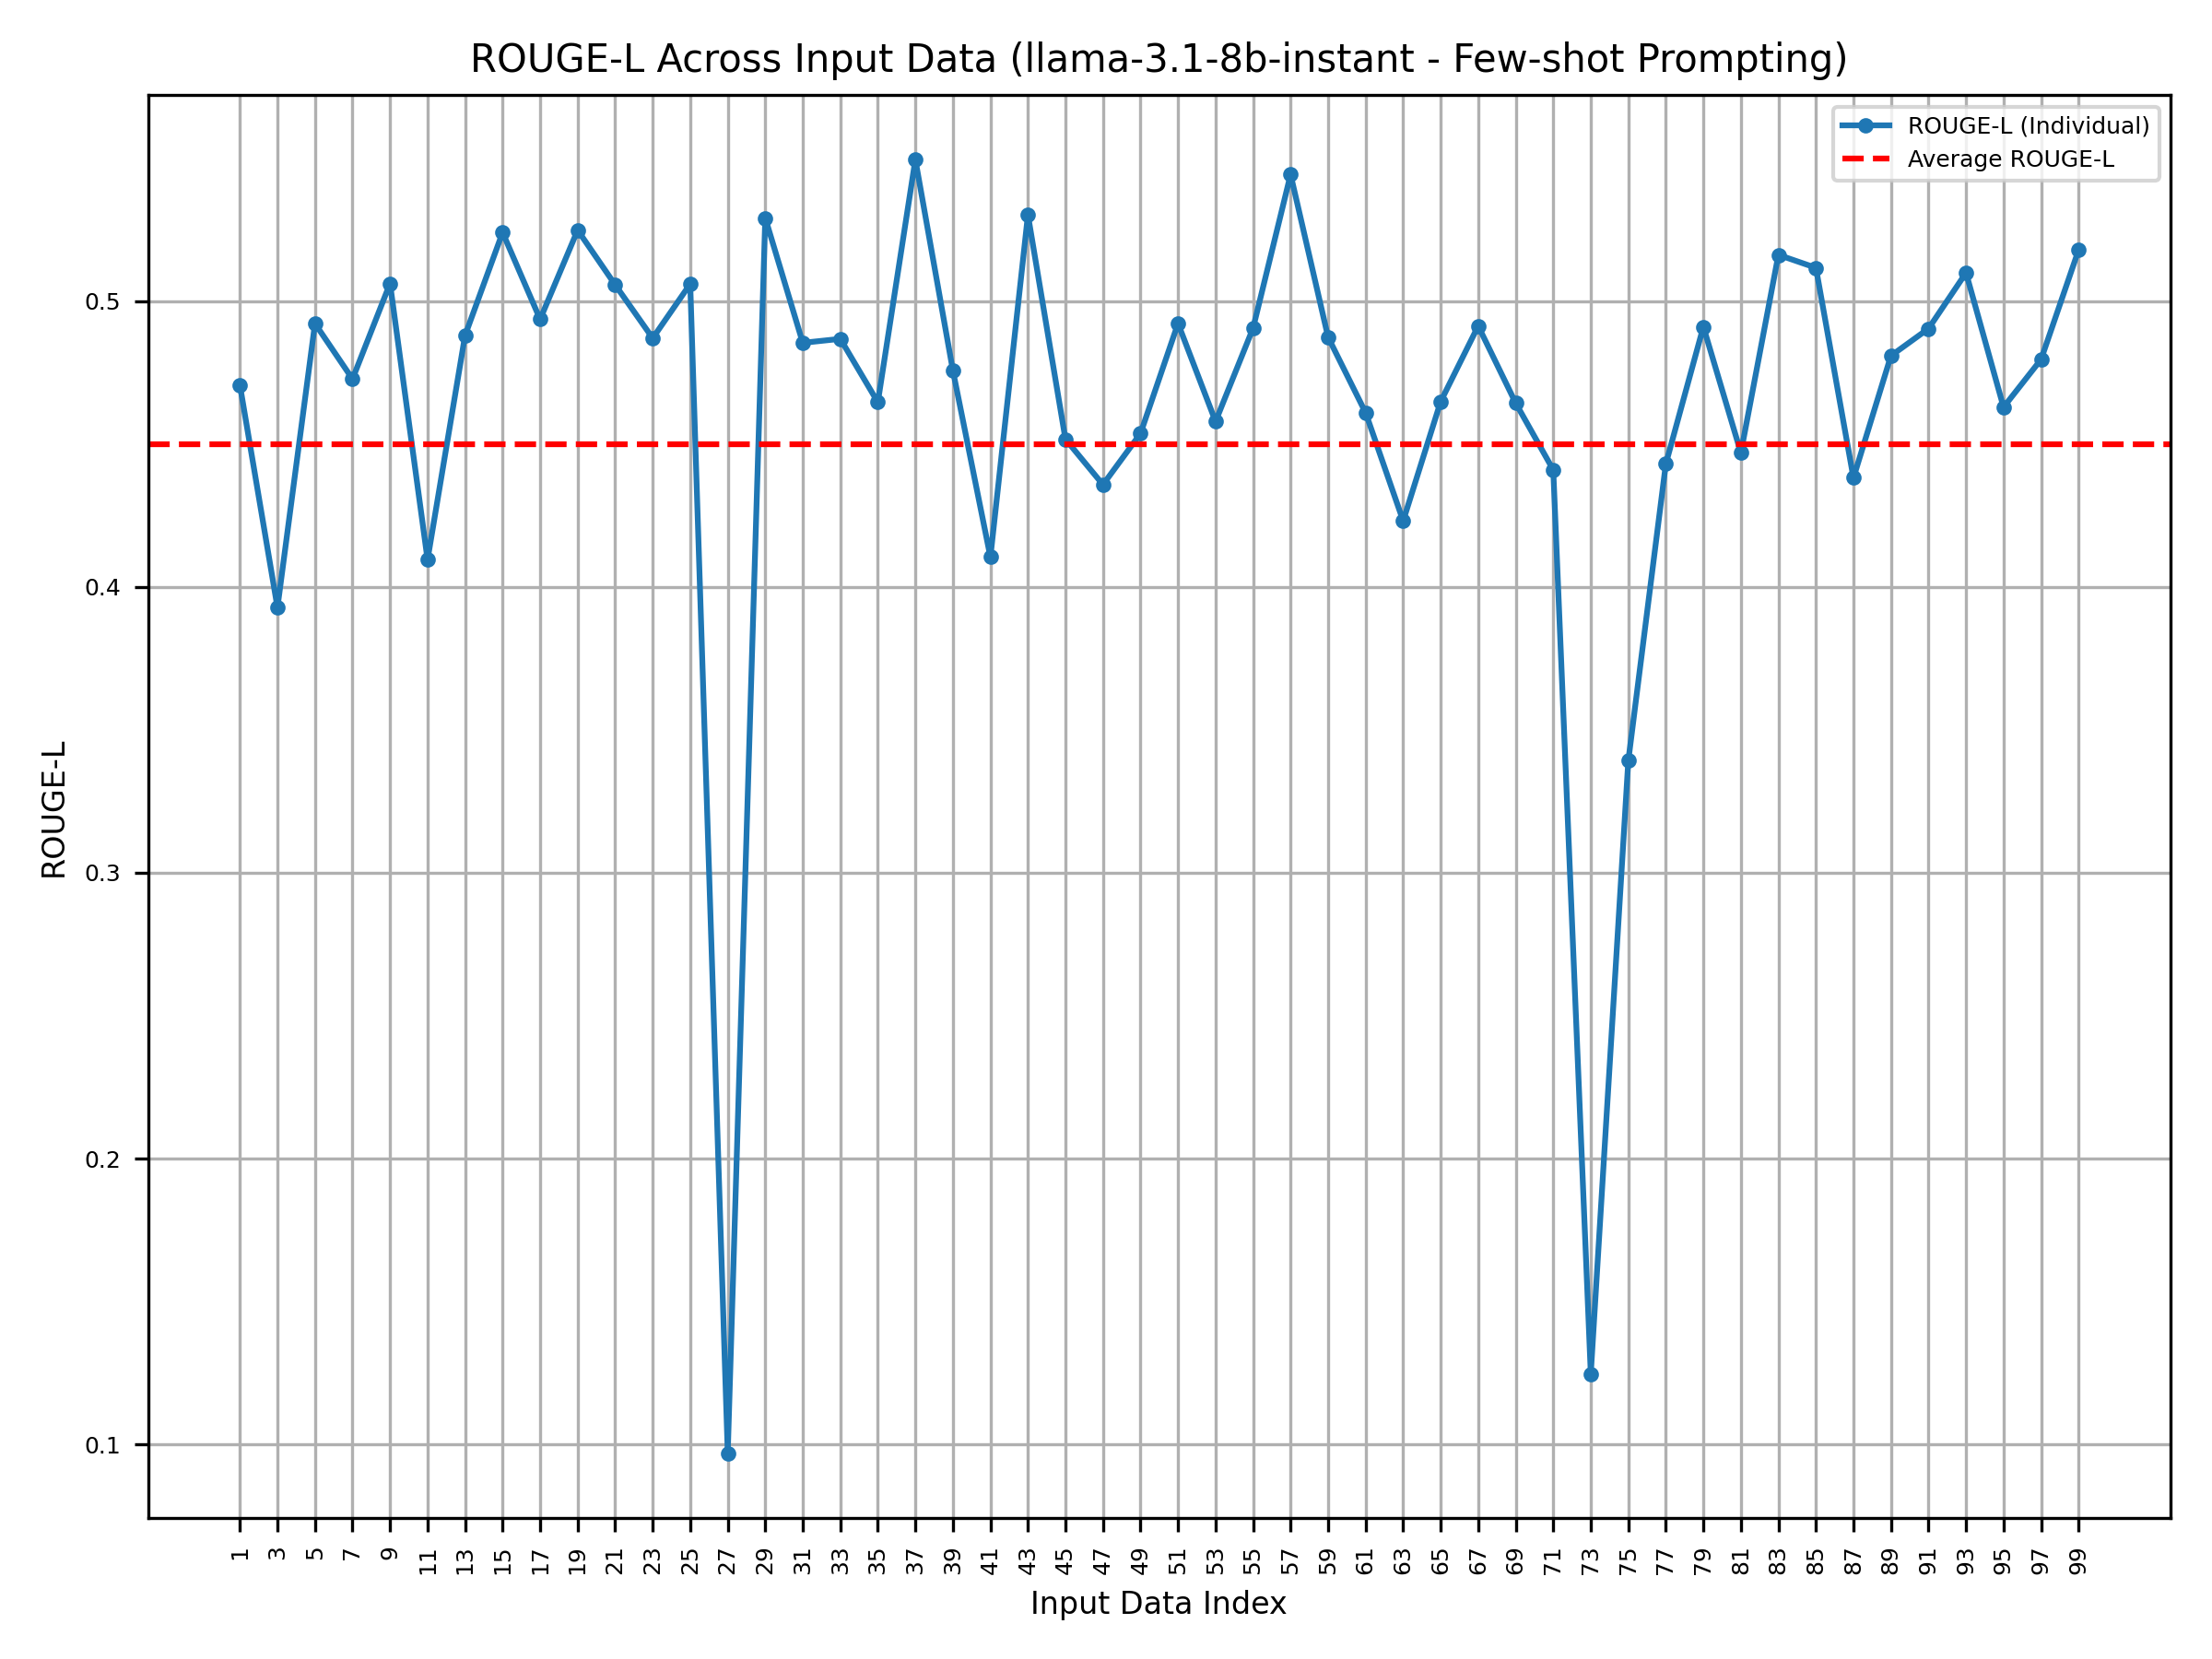 ROUGE-L Across Input Data (llama-3.1-8b-instant - Few-shot Prompting)
ROUGE-L (Individual)
Average ROUGE-L
0.5
0.4
0.3
0.2
0.1
ROUGE-L
1 3 5 7 9 11 13 15 17 19 21 23 25 27 29 31 33 35 37 39 41 43 45 47 49 51 53 55 57 59 61 63 65 67 69 71 73 75 77 79 81 83 85 87 89 91 93 95 97 99
Input Data Index